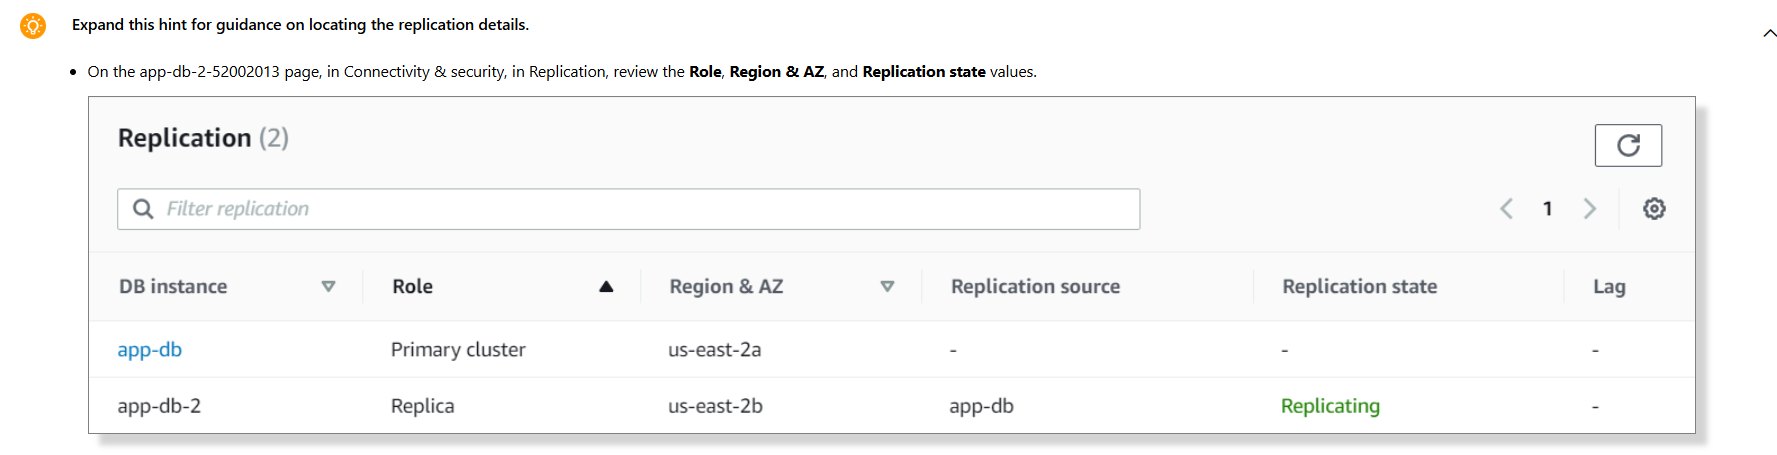 Expand this hint for guidance on locating the replication details.
• On the app-db-2-52002013 page, in Connectivity & security, in Replication, review the Role, Region & AZ, and Replication state values.
Replication (2)
Filter replication
1
DB instance Role Region & AZ Replication source Replication state Lag
app-db Primary cluster us-east-2a - - -
app-db-2 Replica us-east-2b app-db Replicating -